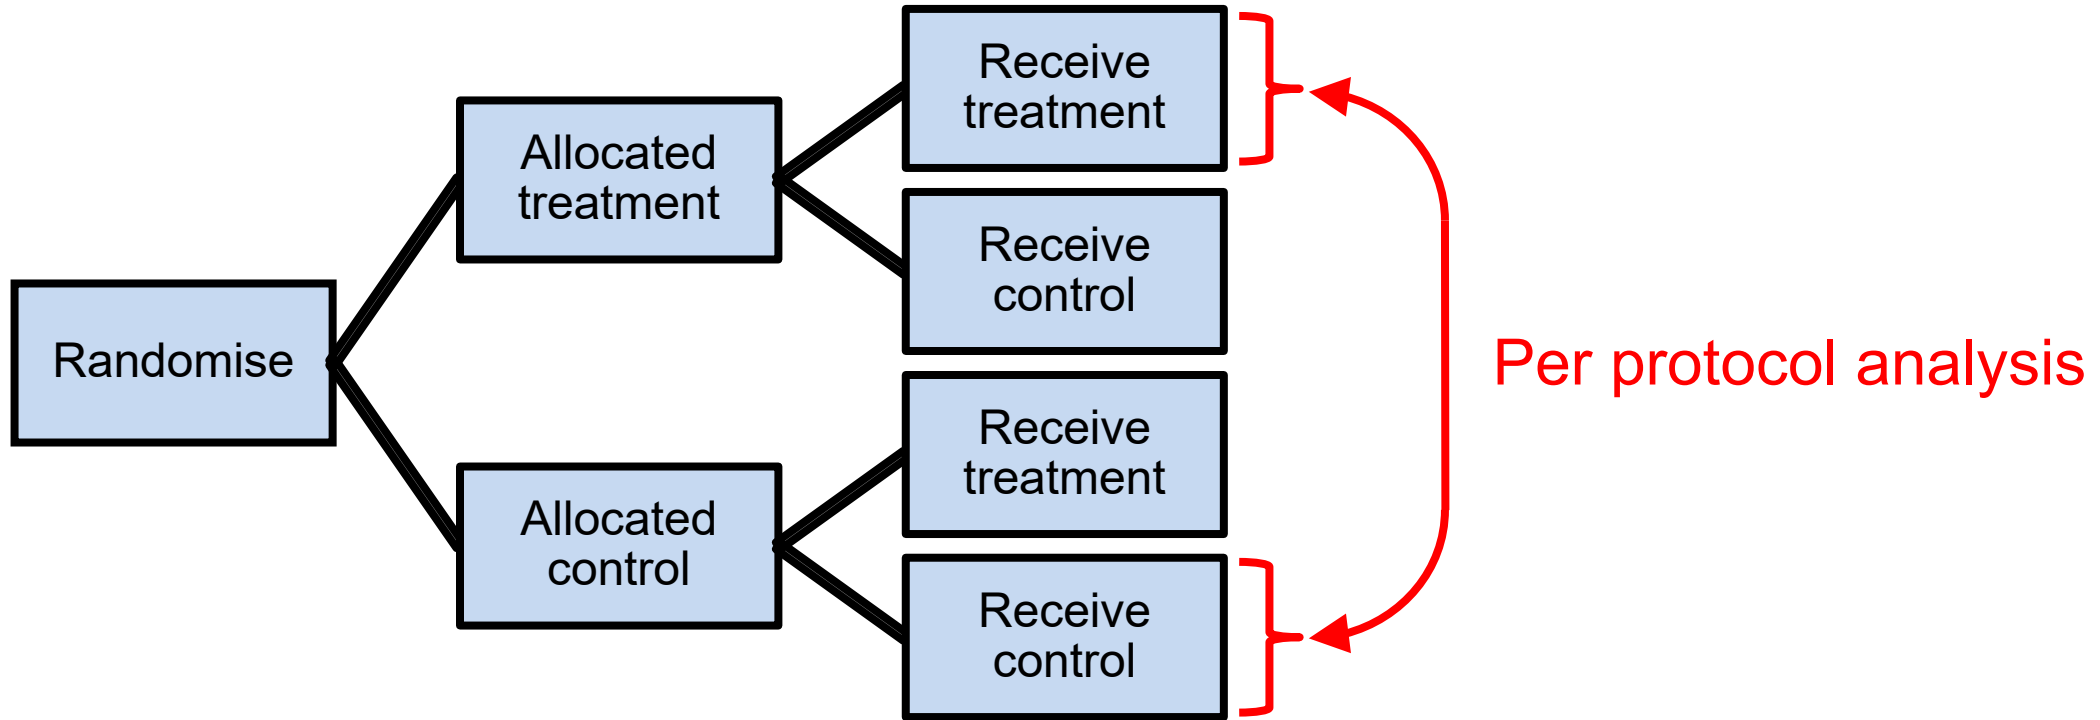 Randomise
Allocated
treatment
Allocated
control
Receive
treatment
Receive
control
Receive
treatment
Receive
control
Per protocol analysis